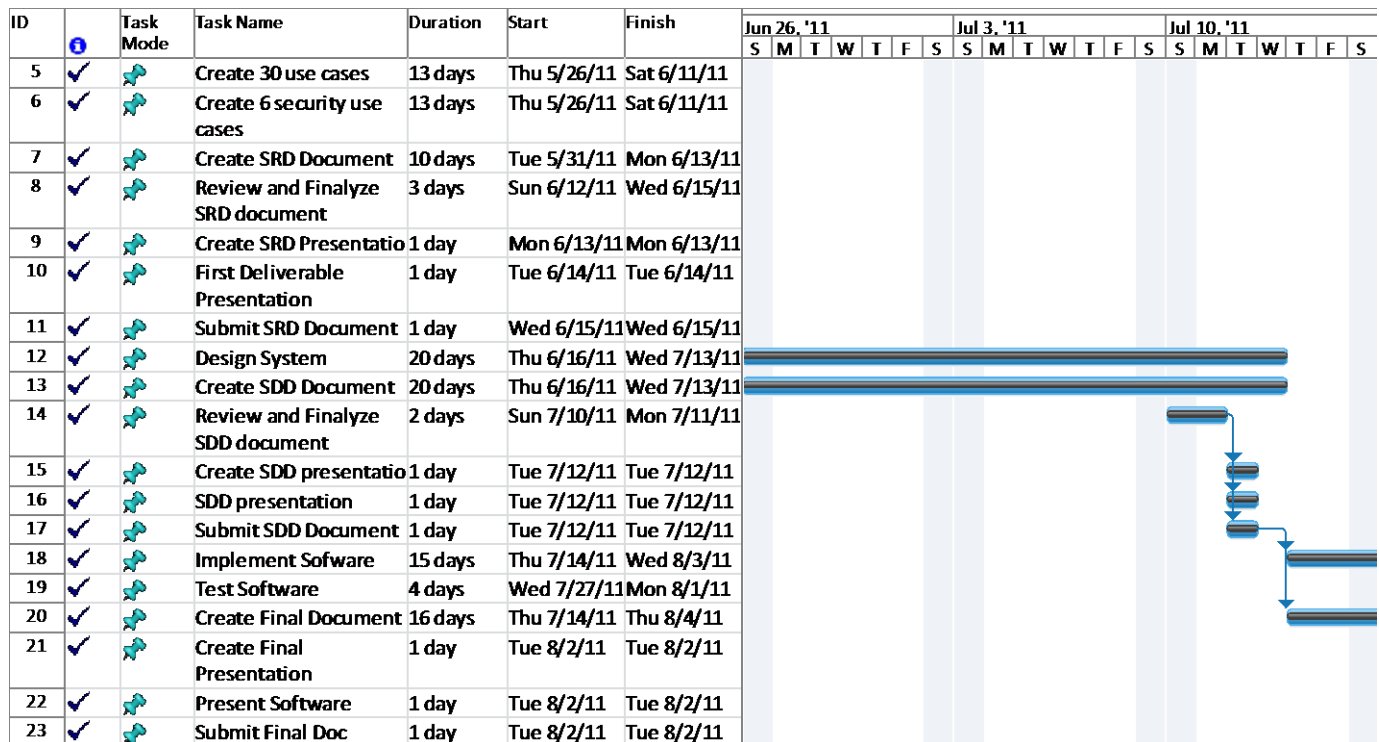 ID Task Mode Task Name Duration Start Finish Jun 26, '11 Jul 3, '11 Jul 10, '11
S M T W T F S S M T W T F S S M T W T F S
5 Create 30 use cases 13 days Thu 5/26/11 Sat 6/11/11
6 Create 6 security use 13 days Thu 5/26/11 Sat 6/11/11
cases
7 Create SRD Document 10 days Tue 5/31/11 Mon 6/13/11
8 Review and Finalyze 3 days Sun 6/12/11 Wed 6/15/11
SRD document
9 Create SRD Presentatio 1 day Mon 6/13/11 Mon 6/13/11
10 First Deliverable 1 day Tue 6/14/11 Tue 6/14/11
Presentation
11 Submit SRD Document 1 day Wed 6/15/11 Wed 6/15/11
12 Design System 20 days Thu 6/16/11 Wed 7/13/11
13 Create SDD Document 20 days Thu 6/16/11 Wed 7/13/11
14 Review and Finalyze 2 days Sun 7/10/11 Mon 7/11/11
SDD document
15 Create SDD presentatio 1 day Tue 7/12/11 Tue 7/12/11
16 SDD presentation 1 day Tue 7/12/11 Tue 7/12/11
17 Submit SDD Document 1 day Tue 7/12/11 Tue 7/12/11
18 Implement Sofware 15 days Thu 7/14/11 Wed 8/3/11
19 Test Software 4 days Wed 7/27/11 Mon 8/1/11
20 Create Final Document 16 days Thu 7/14/11 Thu 8/4/11
21 Create Final 1 day Tue 8/2/11 Tue 8/2/11
Presentation
22 Present Software 1 day Tue 8/2/11 Tue 8/2/11
23 Submit Final Doc 1 day Tue 8/2/11 Tue 8/2/11